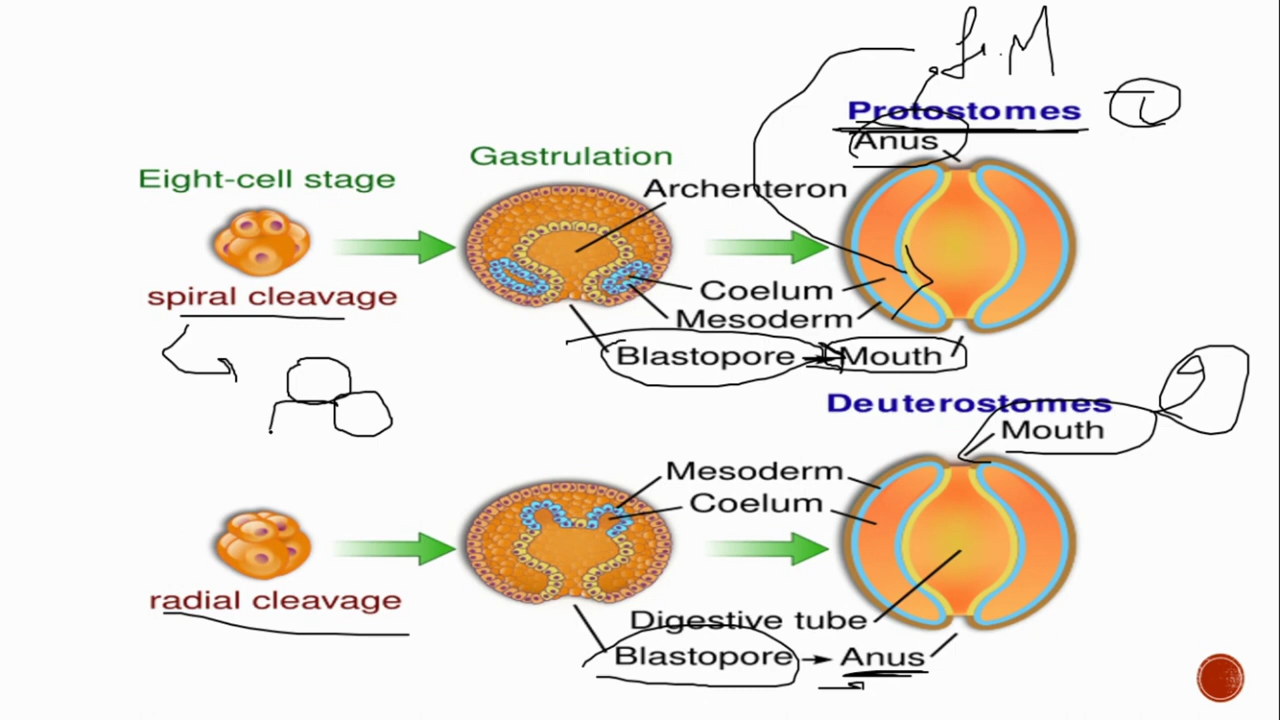 Protostomes
Anus
Gastrulation
Eight-cell stage
Archenteron
spiral cleavage
Coelum
Mesoderm
Blastopore → Mouth
Deuterostomes
Mouth
Mesoderm
Coelum
radial cleavage
Digestive tube
Blastopore → Anus